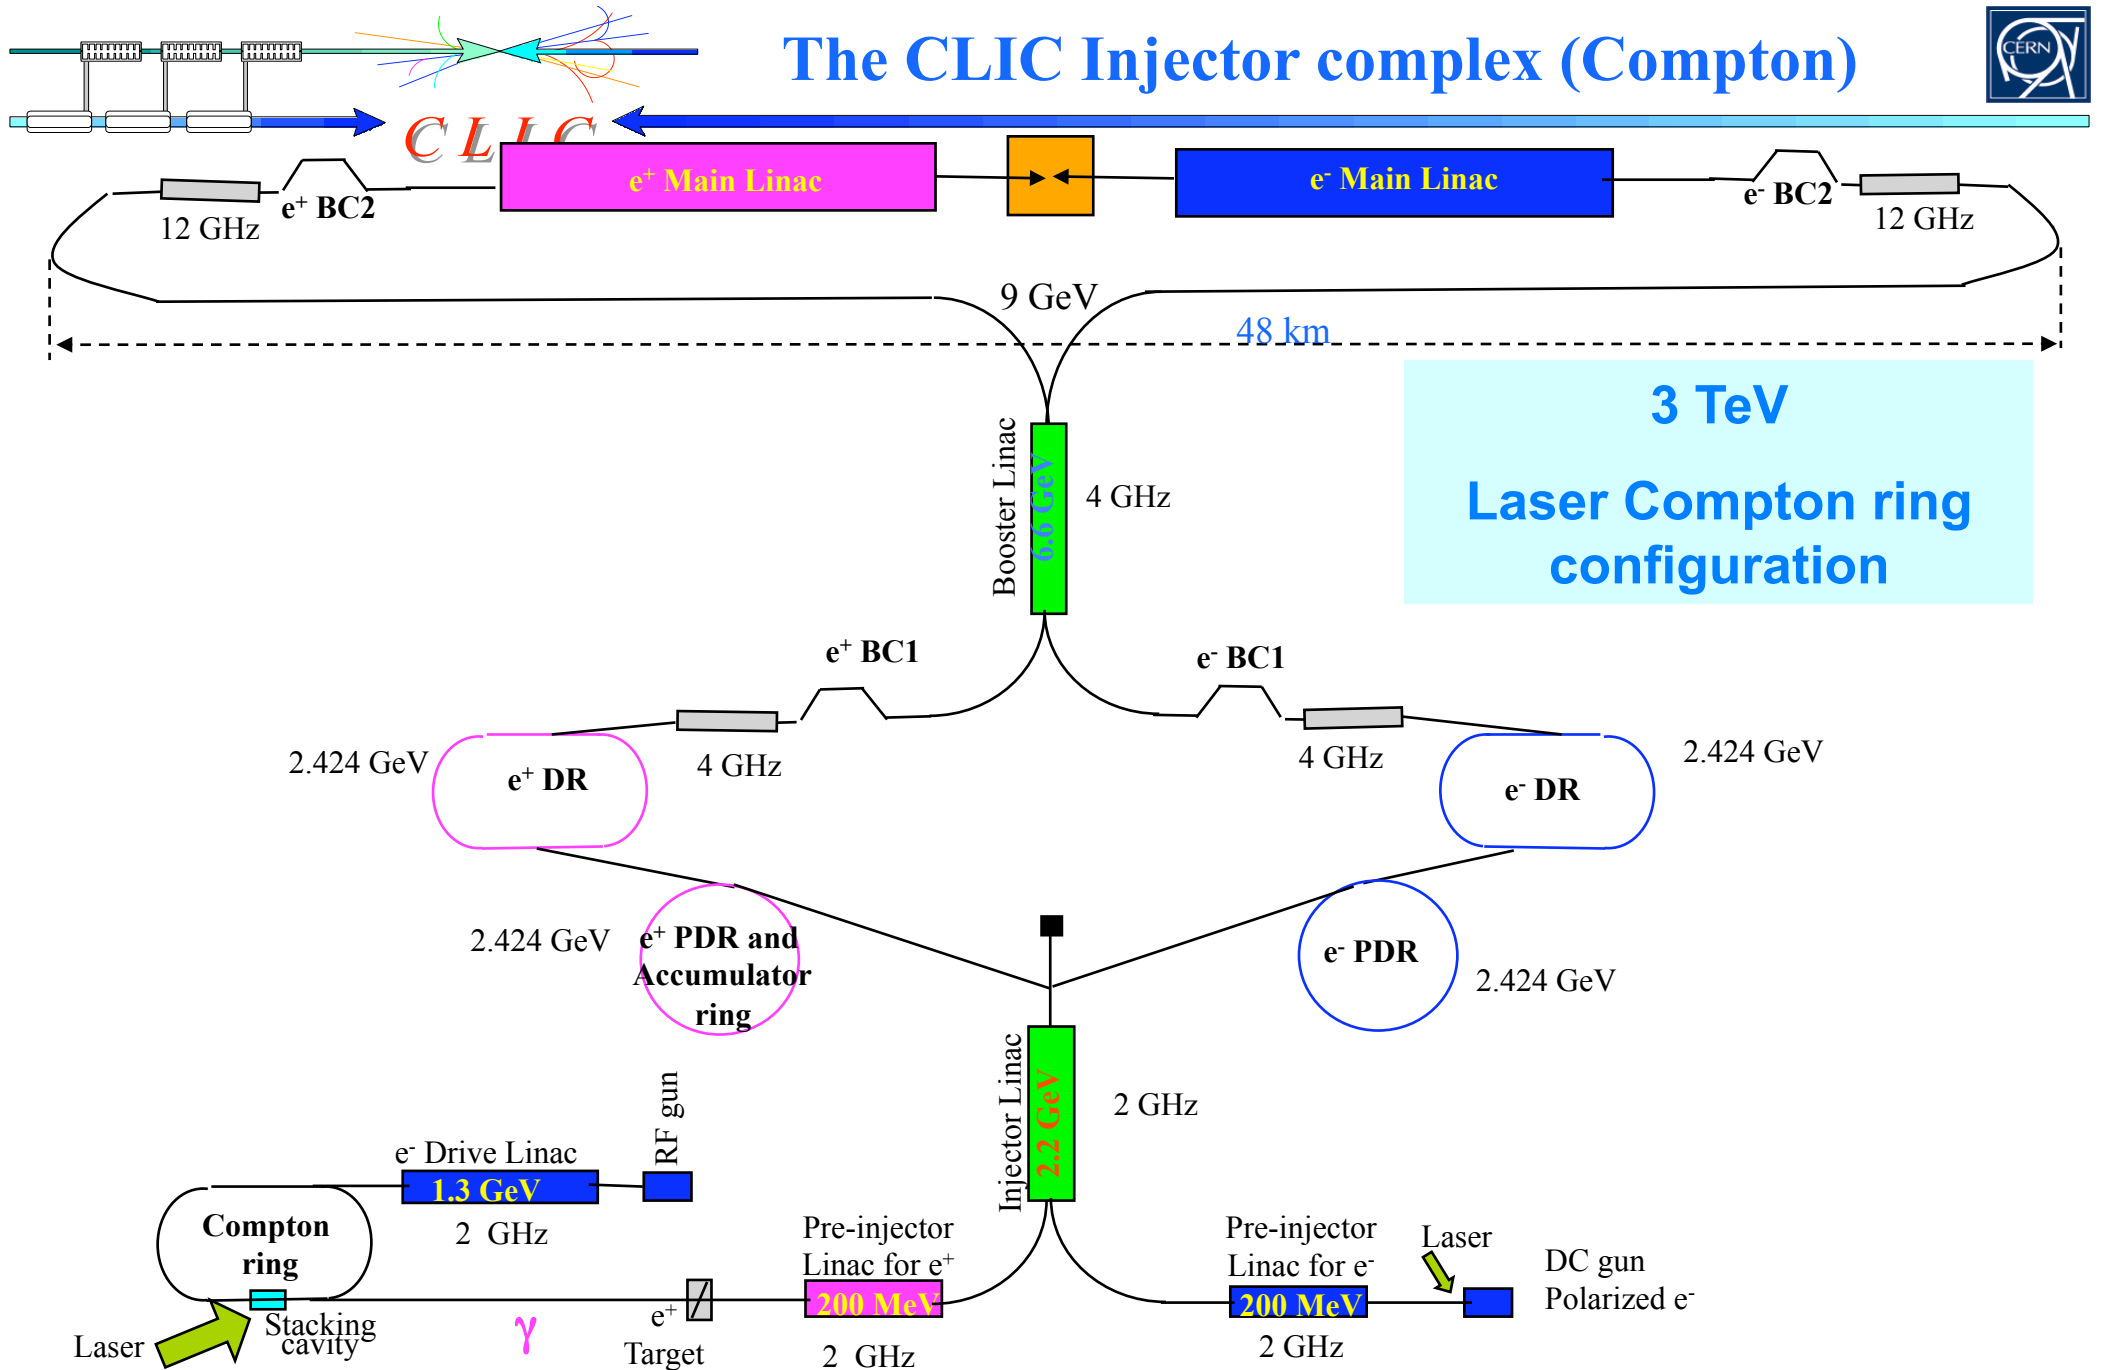 The CLIC Injector complex (Compton)
CERN
C L I C
e⁺ Main Linac
e⁻ Main Linac
e⁺ BC2
12 GHz
e⁻ BC2
12 GHz
9 GeV
48 km
3 TeV
Laser Compton ring
configuration
Booster Linac
6.6 GeV
4 GHz
e⁺ BC1
e⁻ BC1
2.424 GeV
e⁺ DR
4 GHz
4 GHz
e⁻ DR
2.424 GeV
2.424 GeV
e⁺ PDR and
Accumulator
ring
e⁻ PDR
2.424 GeV
Injector Linac
2.2 GeV
2 GHz
RF gun
e⁻ Drive Linac
1.3 GeV
2 GHz
Compton
ring
Pre-injector
Linac for e⁺
200 MeV
2 GHz
Pre-injector
Linac for e⁻
200 MeV
2 GHz
Laser
DC gun
Polarized e⁻
Laser
Stacking
cavity
γ
e⁺
Target